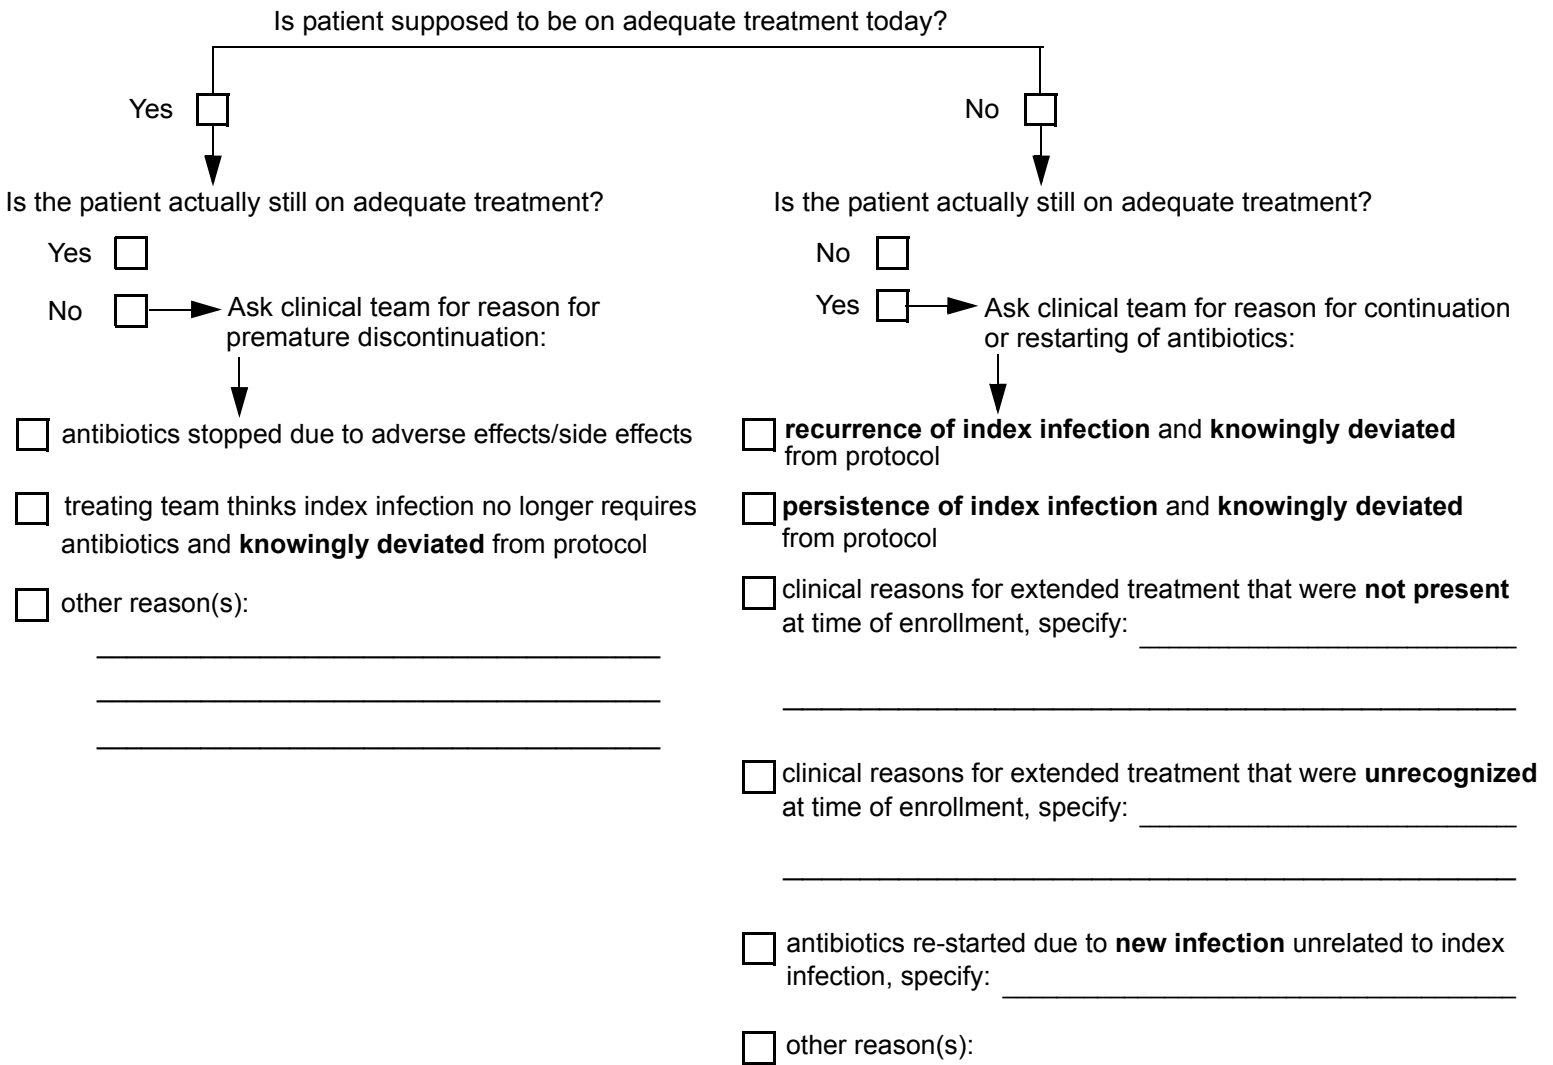 Is patient supposed to be on adequate treatment today?
Yes
No
Is the patient actually still on adequate treatment?
Yes
No
Ask clinical team for reason for
premature discontinuation:
antibiotics stopped due to adverse effects/side effects
treating team thinks index infection no longer requires
antibiotics and knowingly deviated from protocol
other reason(s):
Is the patient actually still on adequate treatment?
No
Yes
Ask clinical team for reason for continuation
or restarting of antibiotics:
recurrence of index infection and knowingly deviated
from protocol
persistence of index infection and knowingly deviated
from protocol
clinical reasons for extended treatment that were not present
at time of enrollment, specify:
clinical reasons for extended treatment that were unrecognized
at time of enrollment, specify:
antibiotics re-started due to new infection unrelated to index
infection, specify:
other reason(s):